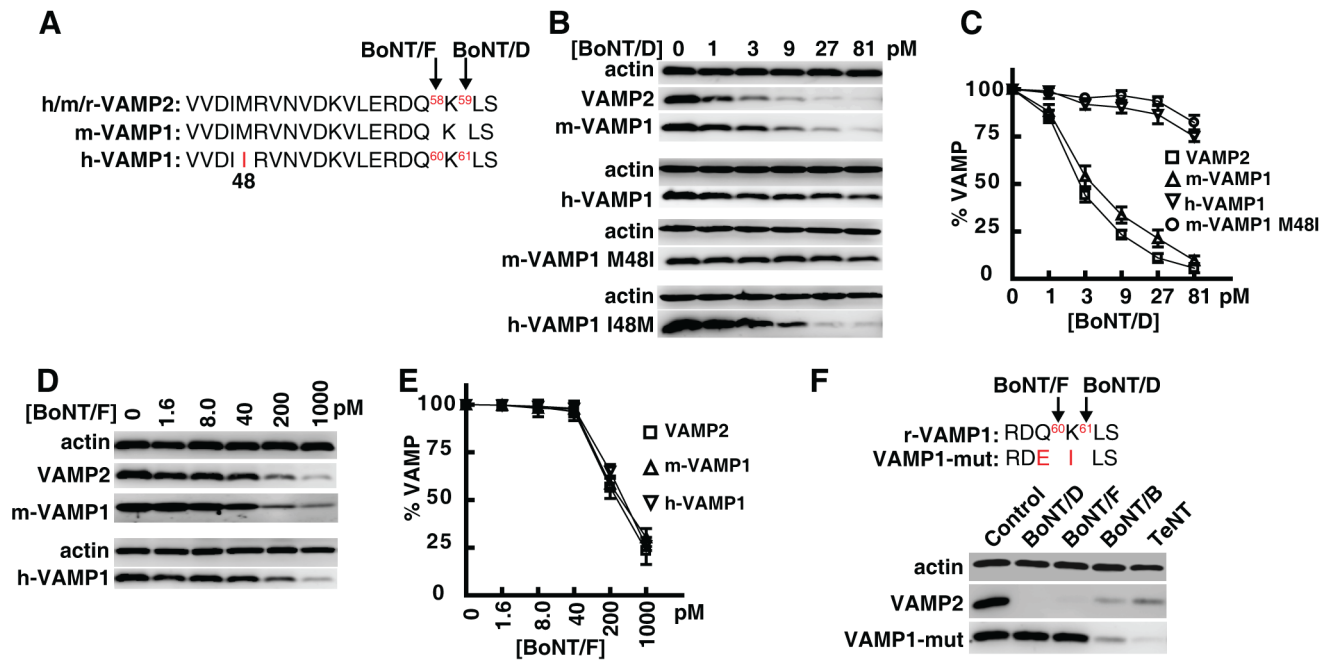 A
BoNT/F BoNT/D
h/m/r-VAMP2: VVDIMRVNVDKVLERDQ58K59LS
m-VAMP1: VVDIMRVNVDKVLERDQ K LS
h-VAMP1: VVDI I RVNVDKVLERDQ60K61LS
48
B
[BoNT/D] 0 1 3 9 27 81 pM
actin
VAMP2
m-VAMP1
actin
h-VAMP1
actin
m-VAMP1 M48I
actin
h-VAMP1 I48M
C
% VAMP
100
75
50
25
0
0 1 3 9 27 81 pM
[BoNT/D]
VAMP2
m-VAMP1
h-VAMP1
m-VAMP1 M48I
D
[BoNT/F] 0 1.6 8.0 40 200 1000 pM
actin
VAMP2
m-VAMP1
actin
h-VAMP1
E
% VAMP
100
75
50
25
0
0 1.6 8.0 40 200 1000 pM
[BoNT/F]
VAMP2
m-VAMP1
h-VAMP1
F
BoNT/F BoNT/D
r-VAMP1: RDQ60K61LS
VAMP1-mut: RDE I LS
Control BoNT/D BoNT/F BoNT/B TeNT
actin
VAMP2
VAMP1-mut